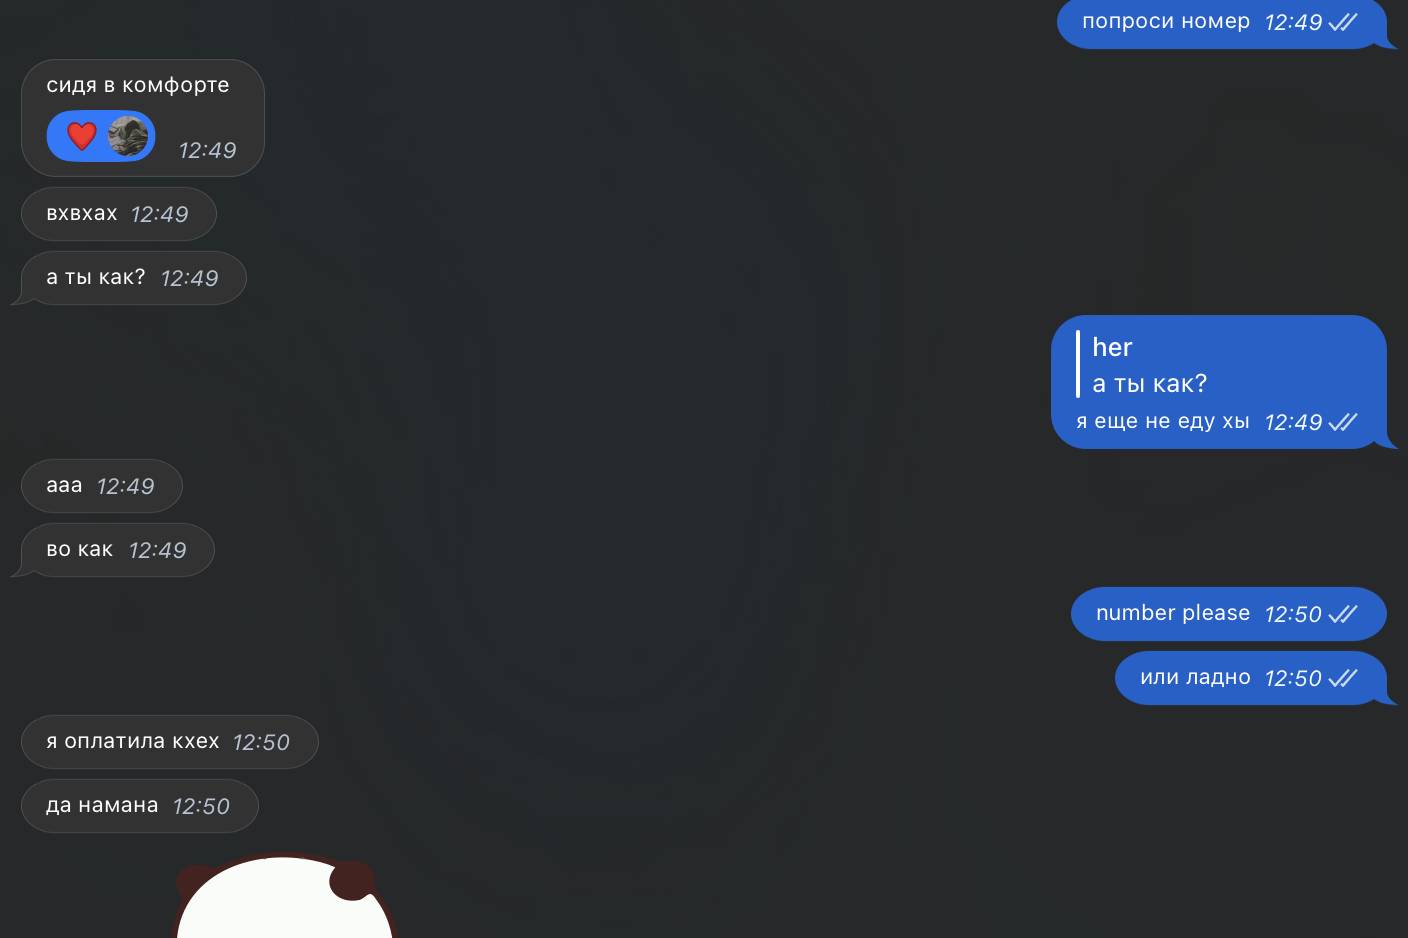 попроси номер 12:49
сидя в комфорте
12:49
вхвхах 12:49
а ты как? 12:49
her
а ты как?
я еще не еду хы 12:49
ааа 12:49
во как 12:49
number please 12:50
или ладно 12:50
я оплатила кхех 12:50
да намана 12:50